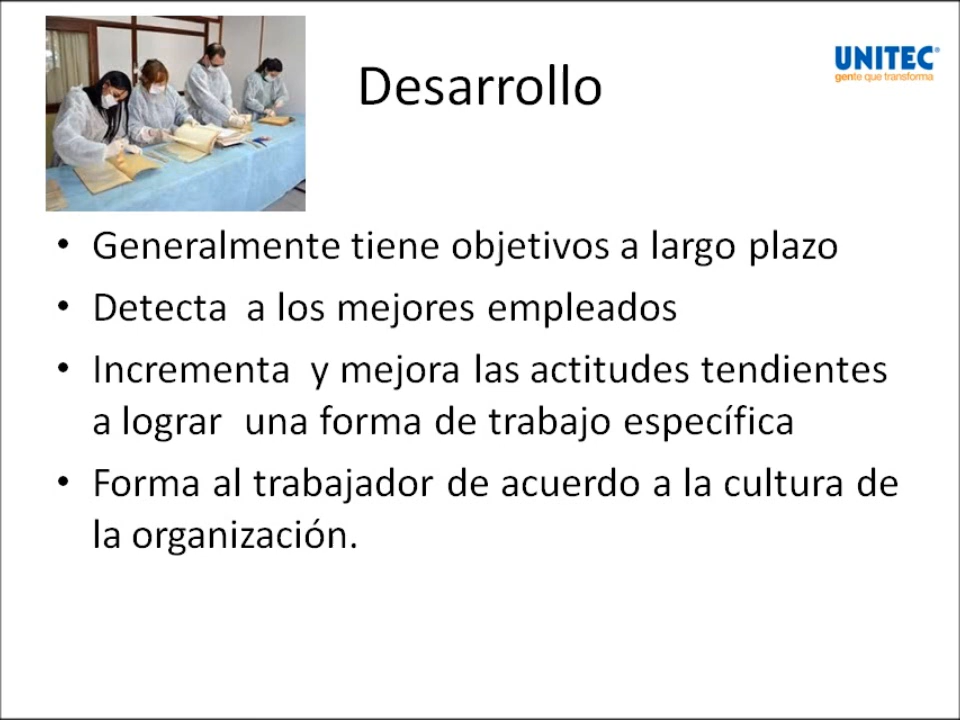 Desarrollo
UNITEC®
gente que transforma
• Generalmente tiene objetivos a largo plazo
• Detecta a los mejores empleados
• Incrementa y mejora las actitudes tendientes
a lograr una forma de trabajo específica
• Forma al trabajador de acuerdo a la cultura de
la organización.